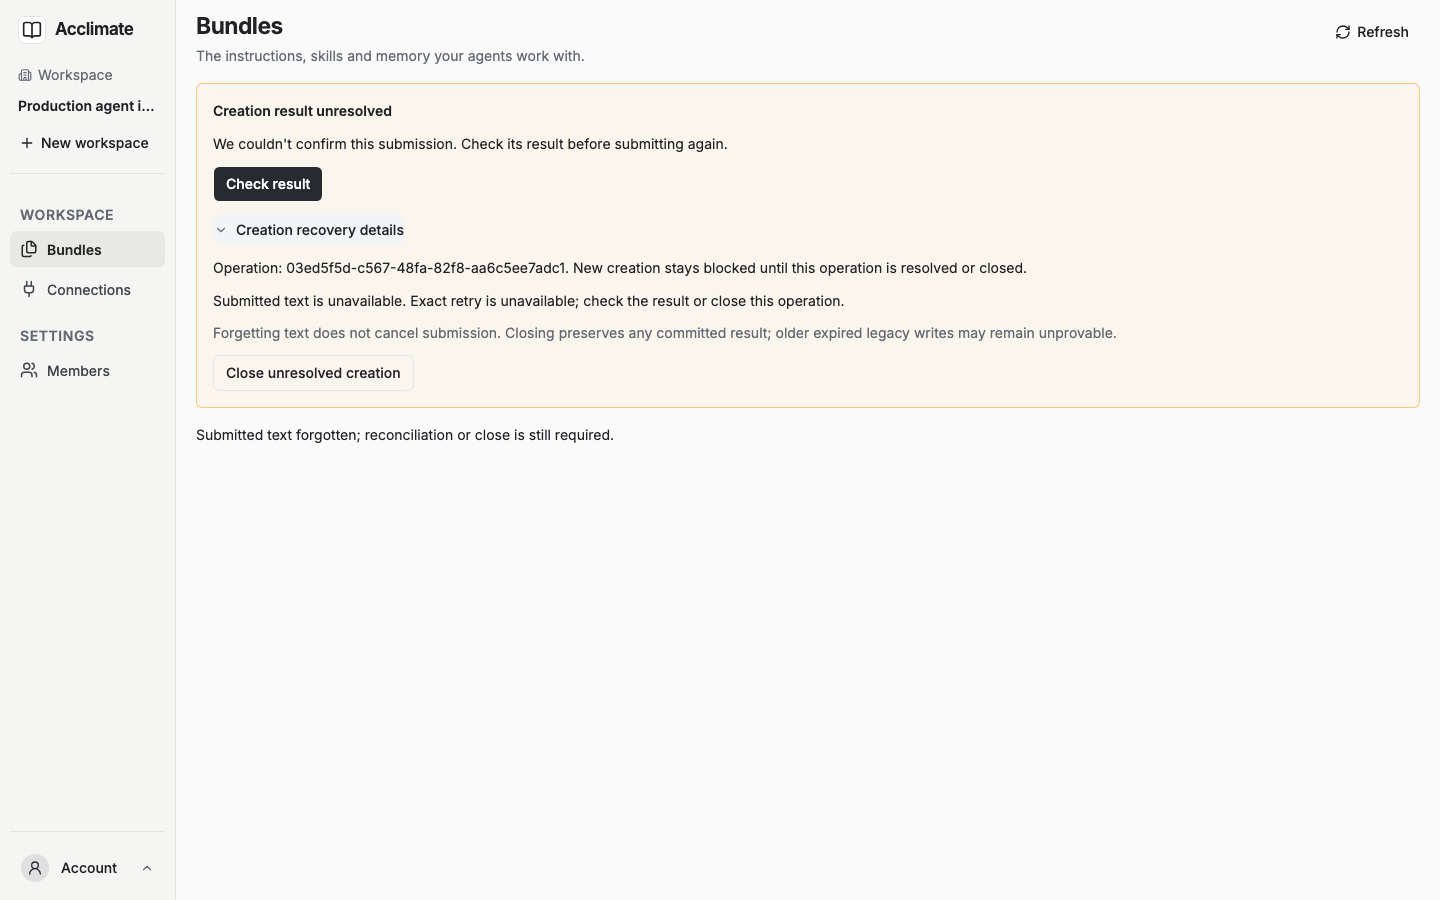 Acclimate
Workspace
Production agent i...
New workspace
WORKSPACE
Bundles
Connections
SETTINGS
Members
Account
Bundles
The instructions, skills and memory your agents work with.
Refresh
Creation result unresolved
We couldn't confirm this submission. Check its result before submitting again.
Check result
Creation recovery details
Operation: 03ed5f5d-c567-48fa-82f8-aa6c5ee7adc1. New creation stays blocked until this operation is resolved or closed.
Submitted text is unavailable. Exact retry is unavailable; check the result or close this operation.
Forgetting text does not cancel submission. Closing preserves any committed result; older expired legacy writes may remain unprovable.
Close unresolved creation
Submitted text forgotten; reconciliation or close is still required.